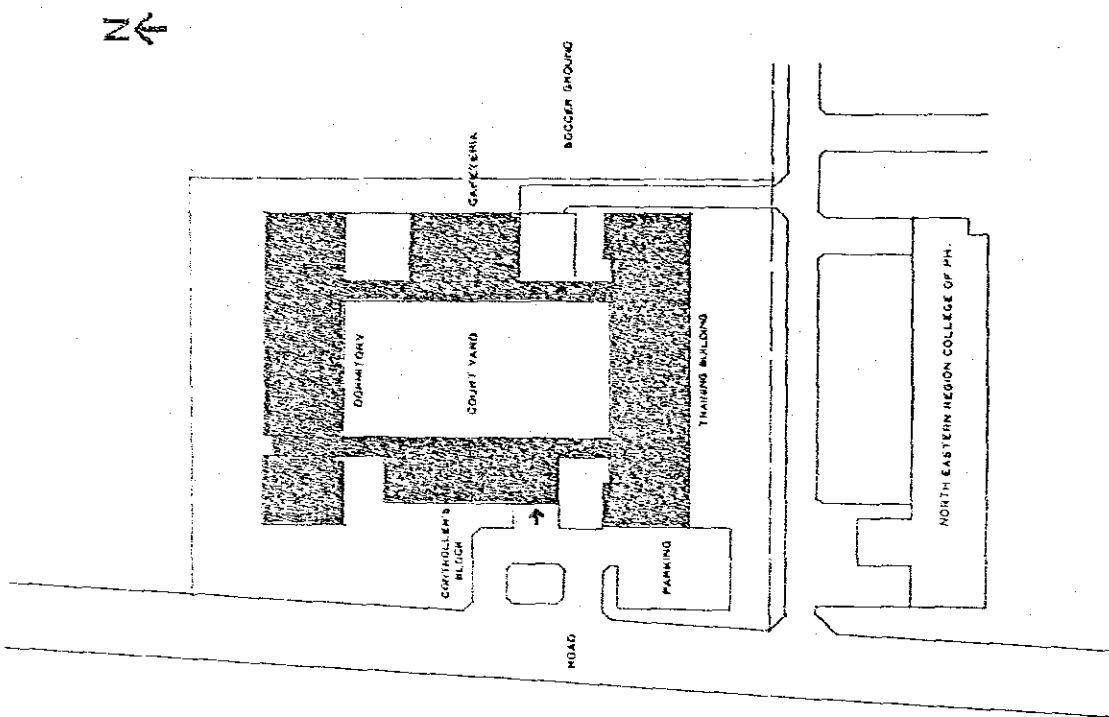 N
SOCCER GROUND
CAFETERIA
DORMITORY
COURT YARD
TRAINING BUILDING
CONTROLLER'S
BLOCK
PARKING
ROAD
NORTH EASTERN REGION COLLEGE OF PH.